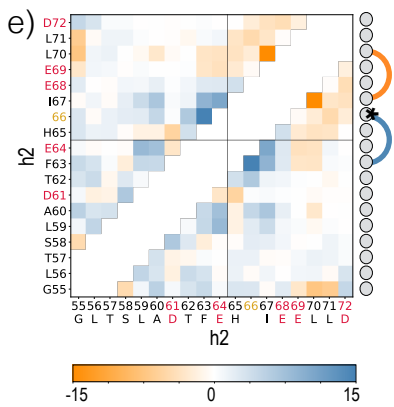 e)
D72
L71
L70
E69
E68
I67
66
H65
E64
F63
T62
D61
A60
L59
S58
T57
L56
G55
h2
*
55 56 57 58 59 60 61 62 63 64 65 66 67 68 69 70 71 72
G L T S L A D T F E H I E E L L D
h2
-15 0 15